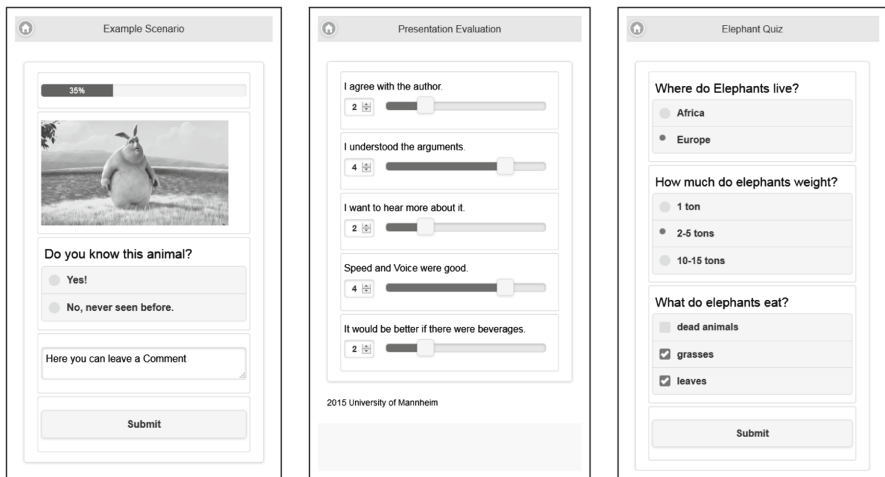 Example Scenario
35%
Do you know this animal?
Yes!
No, never seen before.
Here you can leave a Comment
Submit
Presentation Evaluation
I agree with the author.
2
I understood the arguments.
4
I want to hear more about it.
2
Speed and Voice were good.
4
It would be better if there were beverages.
2
2015 University of Mannheim
Elephant Quiz
Where do Elephants live?
Africa
Europe
How much do elephants weight?
1 ton
2-5 tons
10-15 tons
What do elephants eat?
dead animals
grasses
leaves
Submit